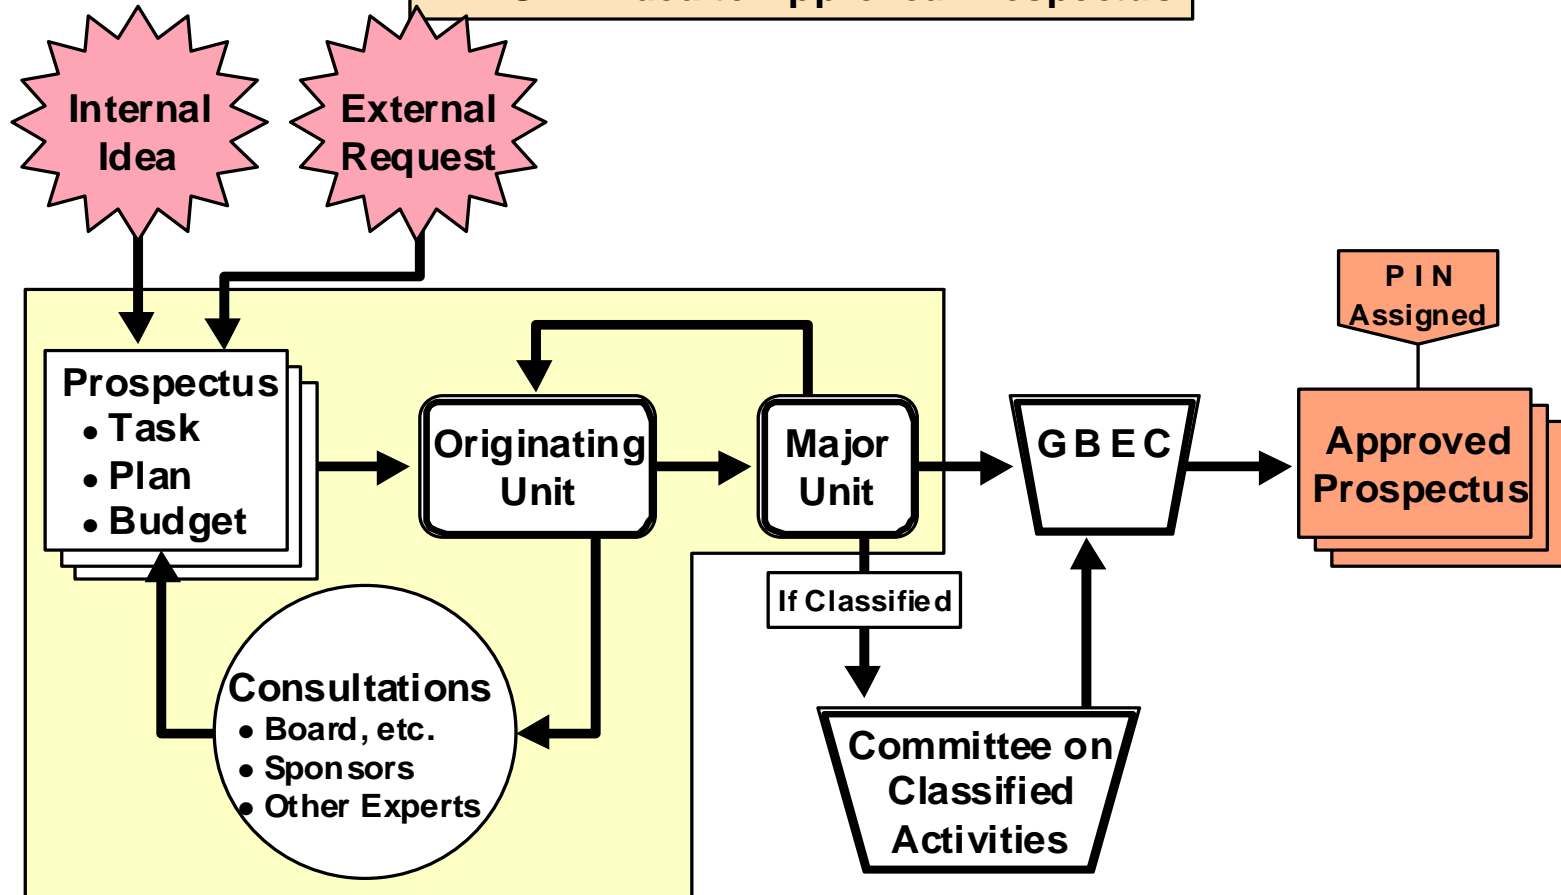 Internal
Idea
External
Request
PIN
Assigned
Prospectus
• Task
• Plan
• Budget
Originating
Unit
Major
Unit
GBEC
Approved
Prospectus
If Classified
Consultations
• Board, etc.
• Sponsors
• Other Experts
Committee on
Classified
Activities